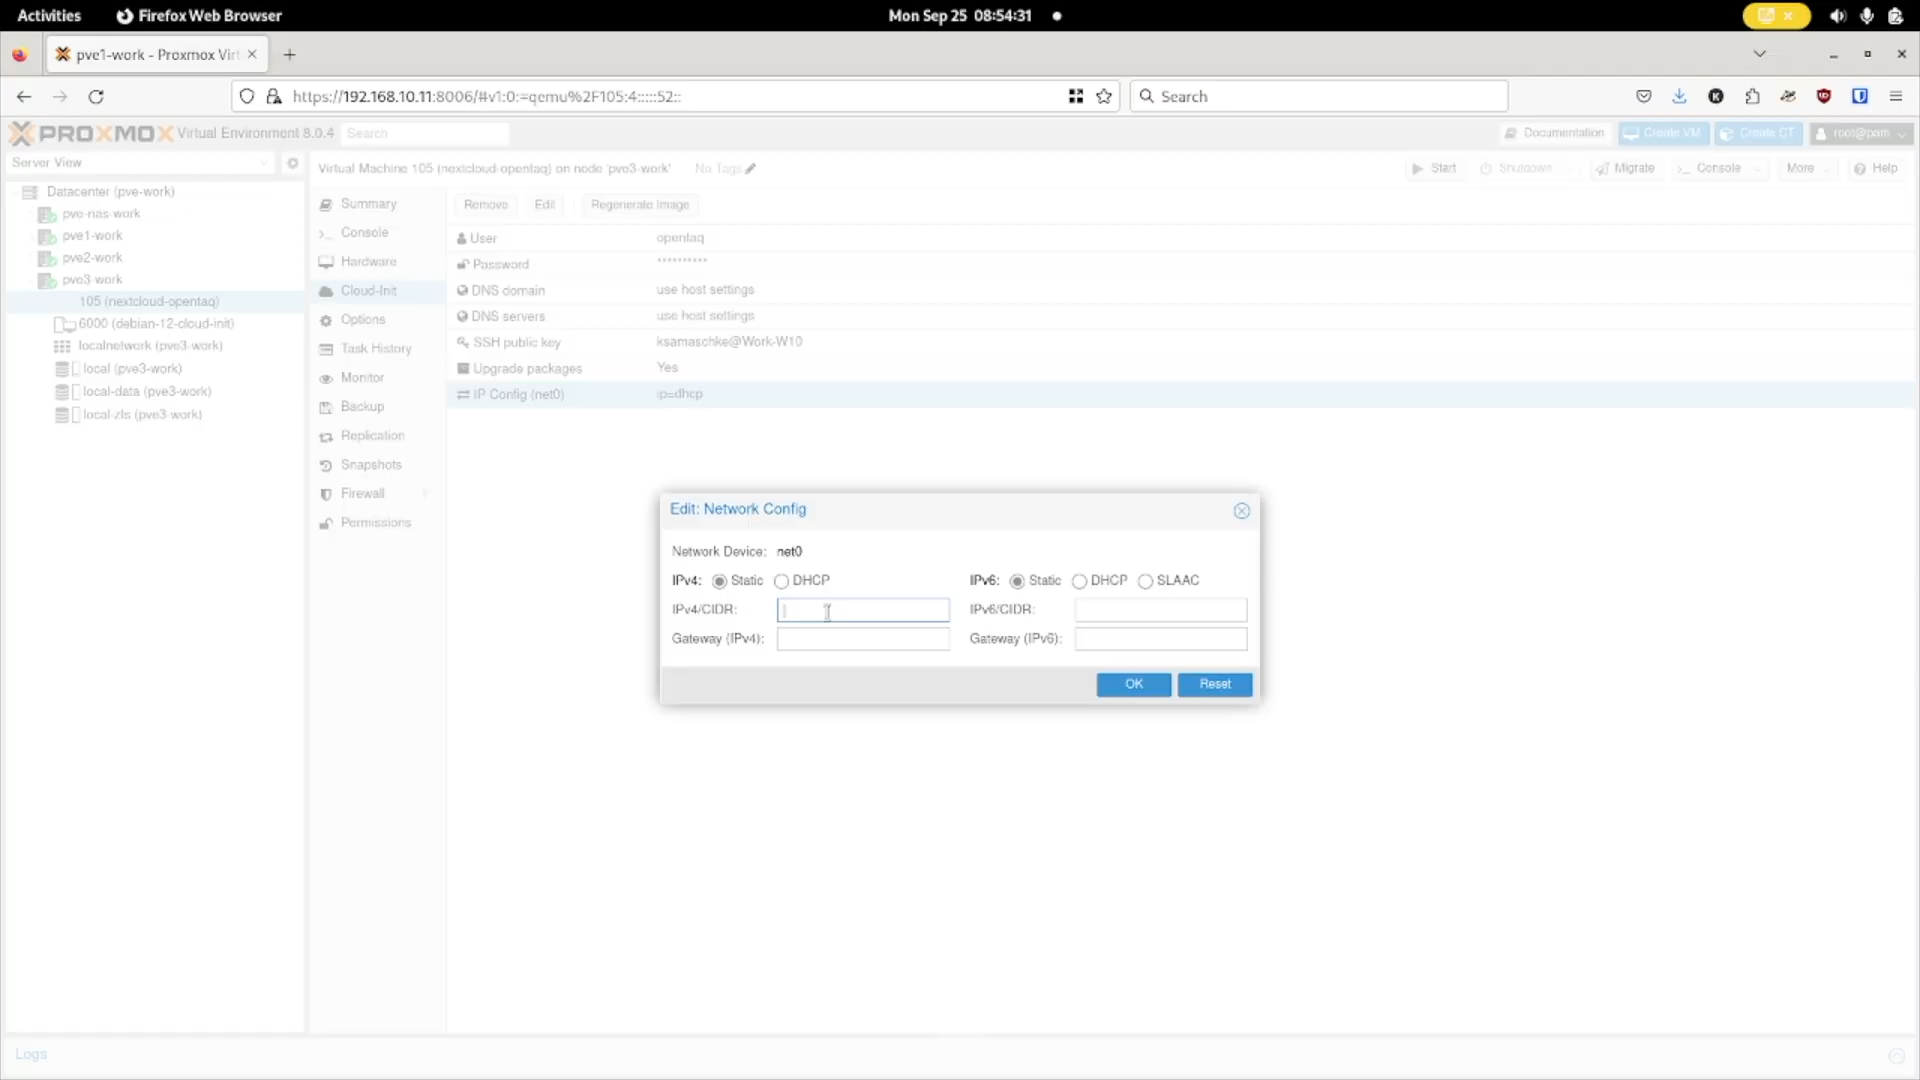 Activities
Firefox Web Browser
Mon Sep 25 08:54:31
pve1-work - Proxmox Virt
https://192.168.10.11:8006/#v1:0:=qemu%2F105:4:::::52::
Search
PROXMOX Virtual Environment 8.0.4
Search
Documentation
Create VM
Create CT
root@pam
Server View
Virtual Machine 105 (nextcloud-opentaq) on node 'pve3-work'
No Tags
Start
Shutdown
Migrate
Console
More
Help
Datacenter (pve-work)
pve-nas-work
pve1-work
pve2-work
pve3-work
105 (nextcloud-opentaq)
6000 (debian-12-cloud-init)
localnetwork (pve3-work)
local (pve3-work)
local-data (pve3-work)
local-zfs (pve3-work)
Summary
Console
Hardware
Cloud-Init
Options
Task History
Monitor
Backup
Replication
Snapshots
Firewall
Permissions
Remove
Edit
Regenerate Image
User opentaq
Password **********
DNS domain use host settings
DNS servers use host settings
SSH public key ksamaschke@Work-W10
Upgrade packages Yes
IP Config (net0) ip=dhcp
Edit: Network Config
Network Device: net0
IPv4: Static DHCP
IPv6: Static DHCP SLAAC
IPv4/CIDR:
IPv6/CIDR:
Gateway (IPv4):
Gateway (IPv6):
OK
Reset
Logs